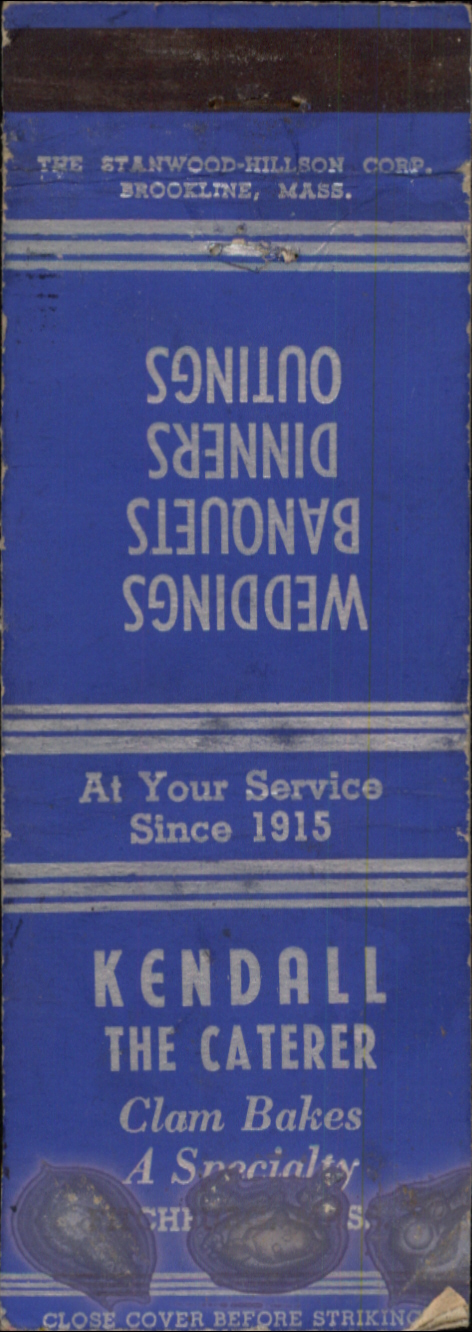 THE STANWOOD-HILLSON CORP.
BROOKLINE, MASS.
WEDDINGS
BANQUETS
DINNERS
OUTINGS
At Your Service
Since 1915
KENDALL
THE CATERER
Clam Bakes
A Specialty
CLOSE COVER BEFORE STRIKING